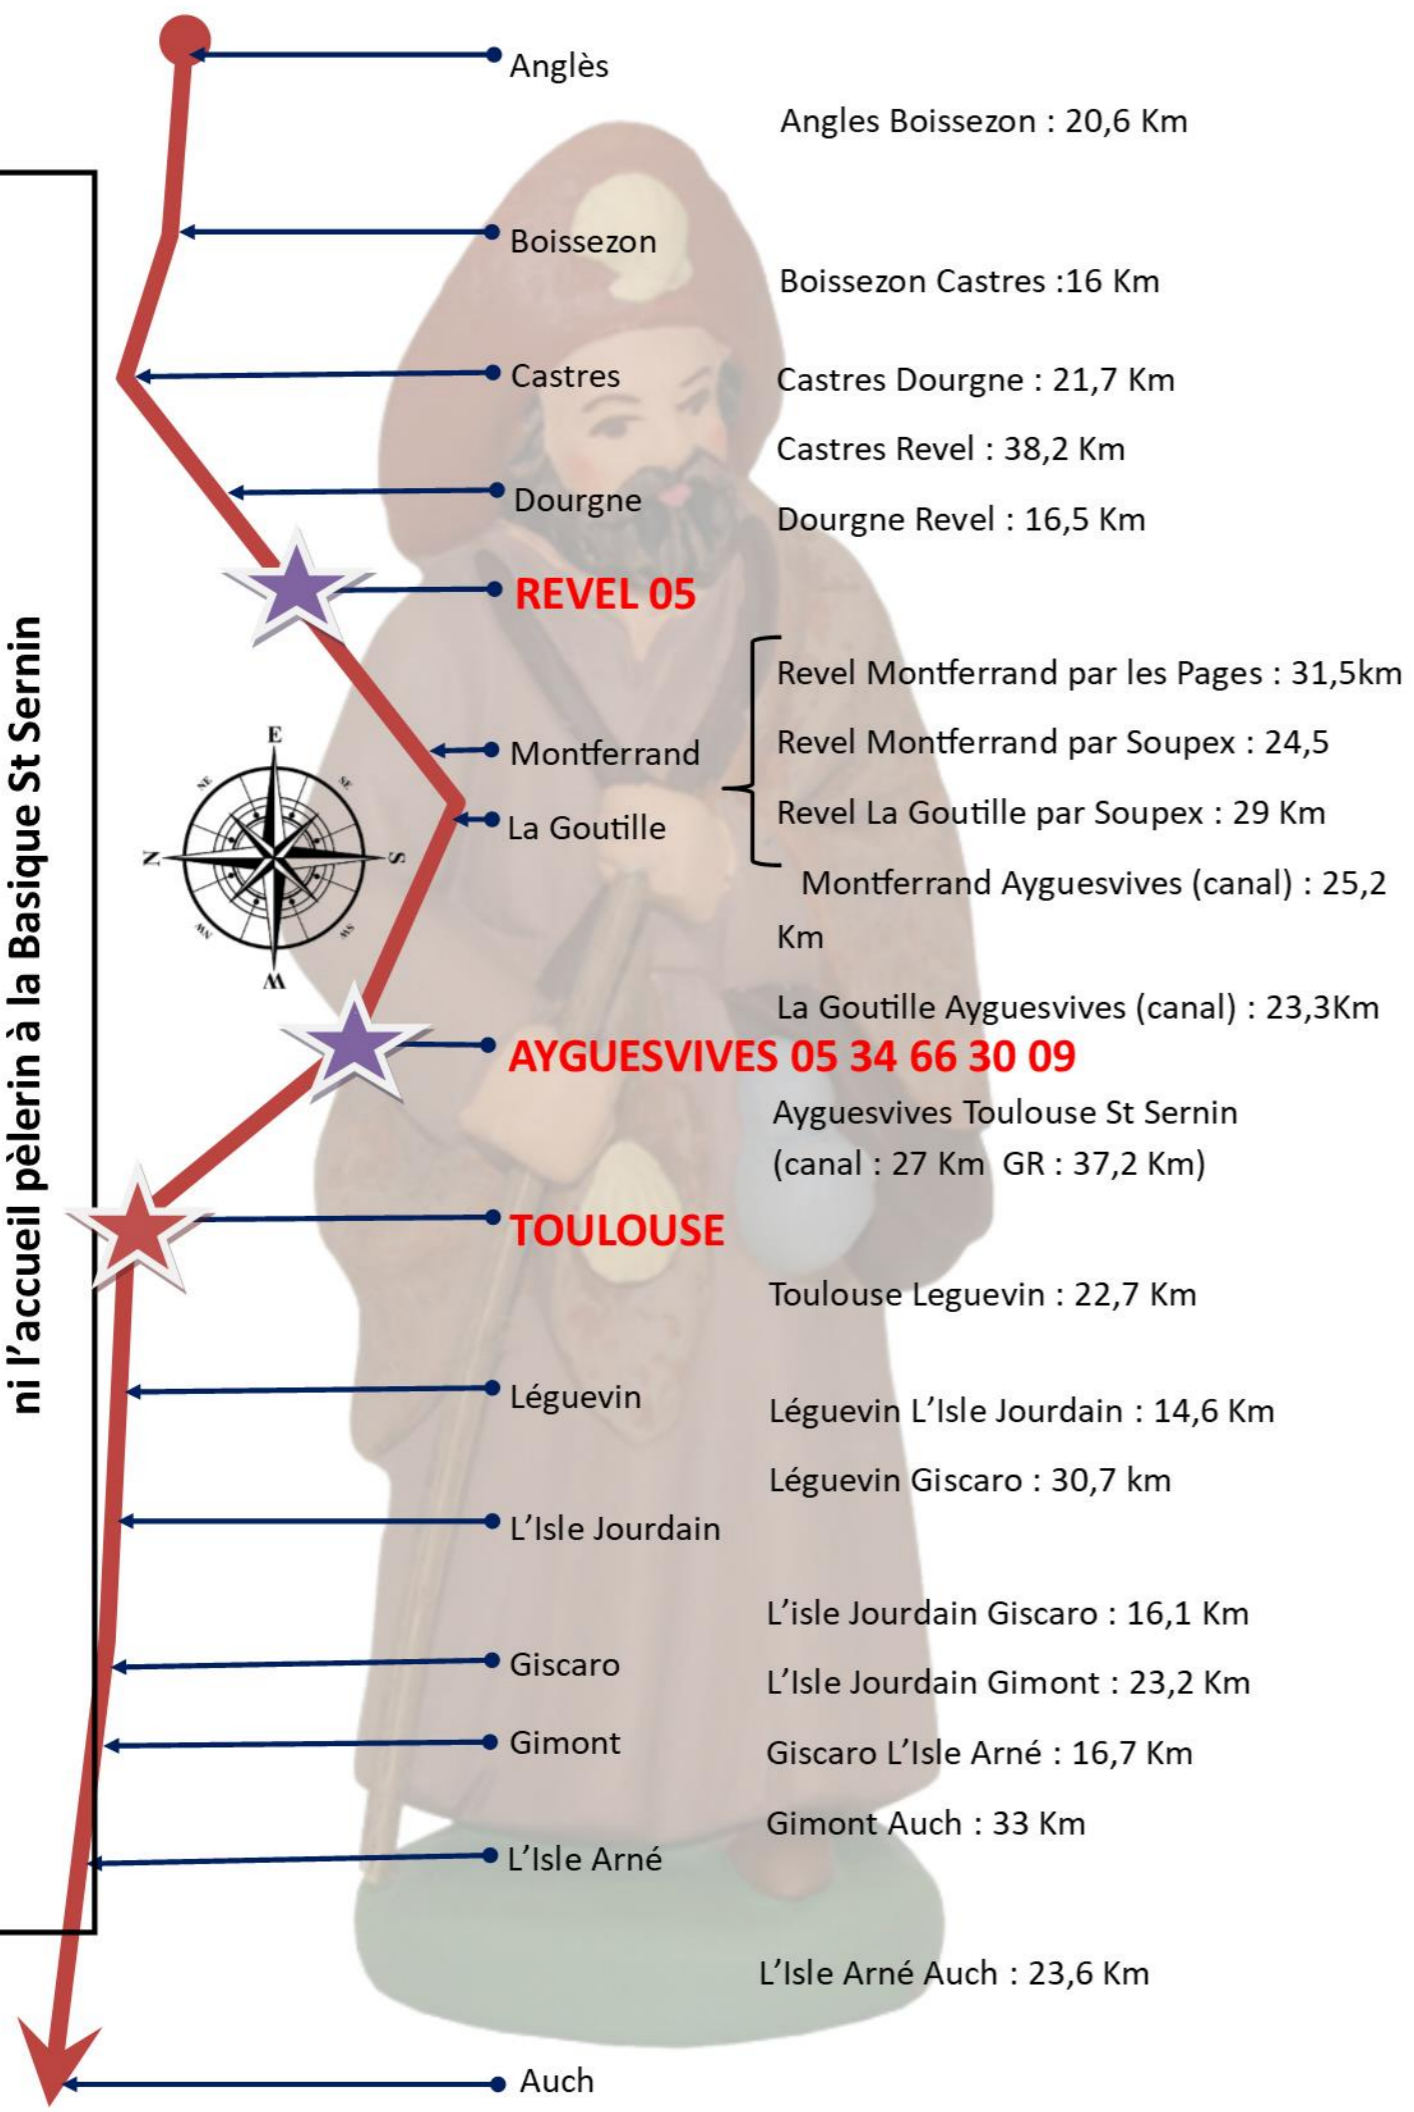 Anglès
Angles Boissezon : 20,6 Km
Boissezon
Boissezon Castres :16 Km
Castres
Castres Dourgne : 21,7 Km
Castres Revel : 38,2 Km
Dourgne
Dourgne Revel : 16,5 Km
REVEL 05
Revel Montferrand par les Pages : 31,5km
Revel Montferrand par Soupex : 24,5
Montferrand
Revel La Goutille par Soupex : 29 Km
La Goutille
Montferrand Ayguesvives (canal) : 25,2
Km
La Goutille Ayguesvives (canal) : 23,3Km
AYGUESVIVES 05 34 66 30 09
Ayguesvives Toulouse St Sernin
(canal : 27 Km GR : 37,2 Km)
TOULOUSE
Toulouse Leguevin : 22,7 Km
Léguevin
Léguevin L'Isle Jourdain : 14,6 Km
Léguevin Giscaro : 30,7 km
L'Isle Jourdain
L'isle Jourdain Giscaro : 16,1 Km
Giscaro
L'Isle Jourdain Gimont : 23,2 Km
Gimont
Giscaro L'Isle Arné : 16,7 Km
Gimont Auch : 33 Km
L'Isle Arné
L'Isle Arné Auch : 23,6 Km
Auch
ni l'accueil pèlerin à la Basique St Sernin
E
NE
SE
N
S
NW
SW
W